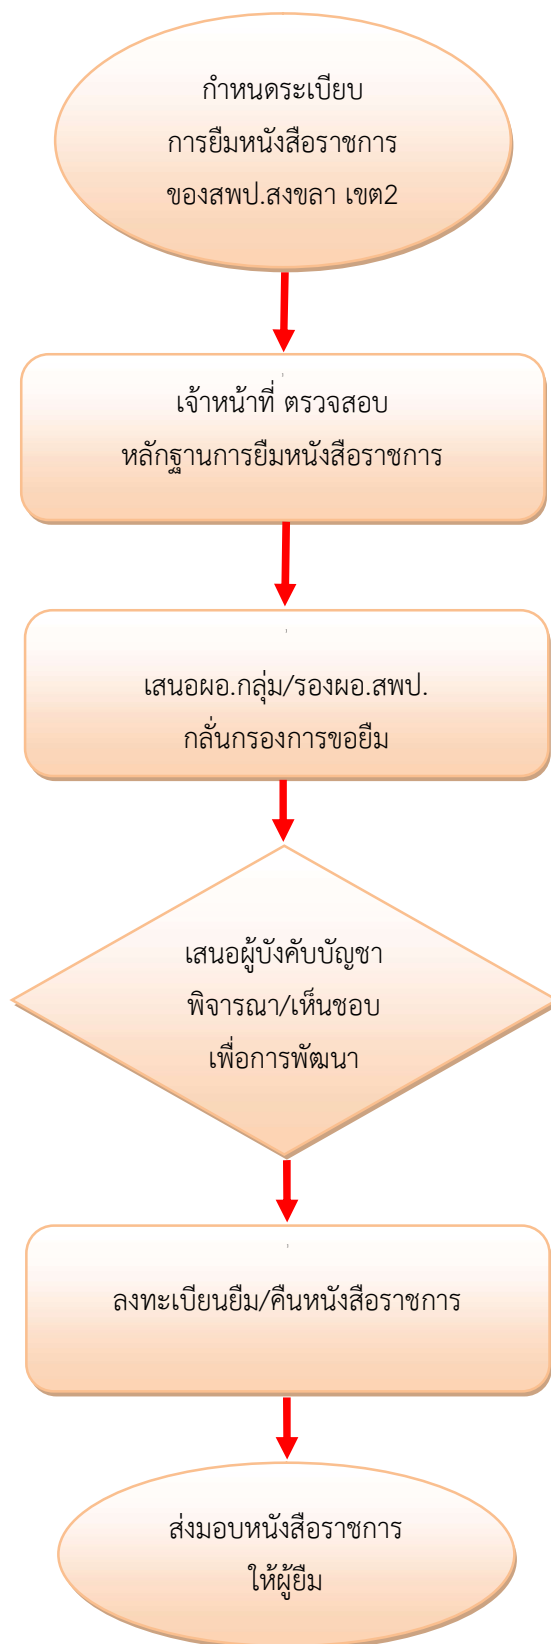 กำหนดระเบียบ
การยืมหนังสือราชการ
ของสพป.สงขลา เขต2
เจ้าหน้าที่ ตรวจสอบ
หลักฐานการยืมหนังสือราชการ
เสนอผอ.กลุ่ม/รองผอ.สพป.
กลั่นกรองการขอยืม
เสนอผู้บังคับบัญชา
พิจารณา/เห็นชอบ
เพื่อการพัฒนา
ลงทะเบียนยืม/คืนหนังสือราชการ
ส่งมอบหนังสือราชการ
ให้ผู้ยืม